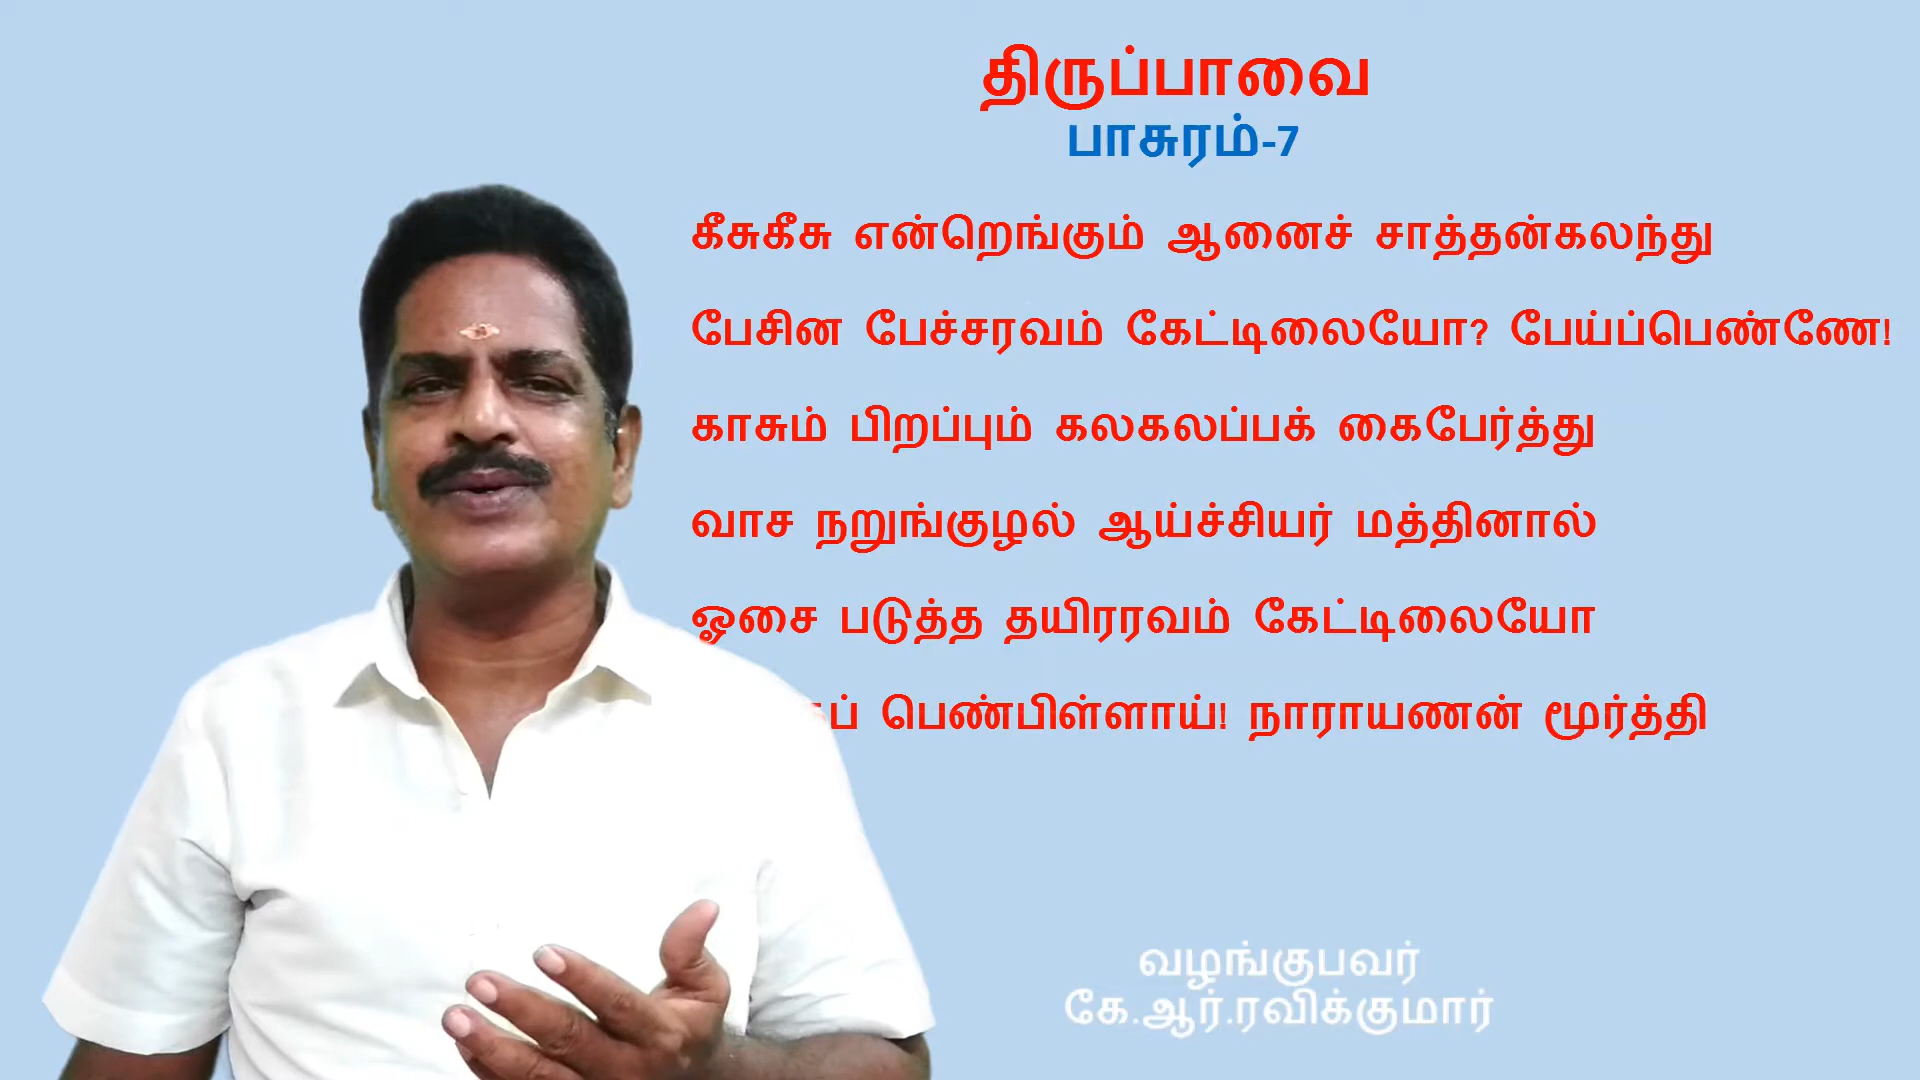 திருப்பாவை
பாசுரம்-7
கீசுகீசு என்றெங்கும் ஆனைச் சாத்தன்கலந்து
பேசின பேச்சரவம் கேட்டிலையோ? பேய்ப்பெண்ணே!
காசும் பிறப்பும் கலகலப்பக் கைபேர்த்து
வாச நறுங்குழல் ஆய்ச்சியர் மத்தினால்
ஓசை படுத்த தயிரரவம் கேட்டிலையோ
பெண்பிள்ளாய்! நாராயணன் மூர்த்தி
வழங்குபவர்
கே.ஆர்.ரவிக்குமார்